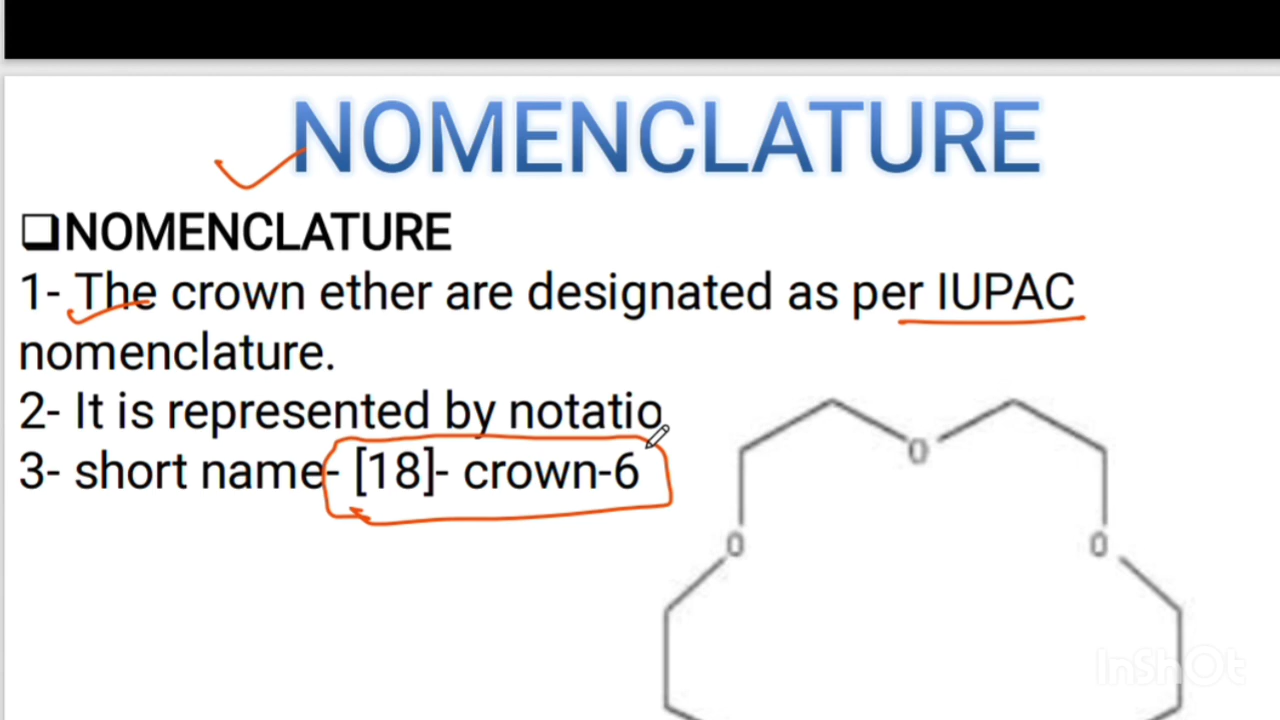 NOMENCLATURE
❑NOMENCLATURE
1- The crown ether are designated as per IUPAC
nomenclature.
2- It is represented by notatio
3- short name- [18]- crown-6
O
O
O
InShOt